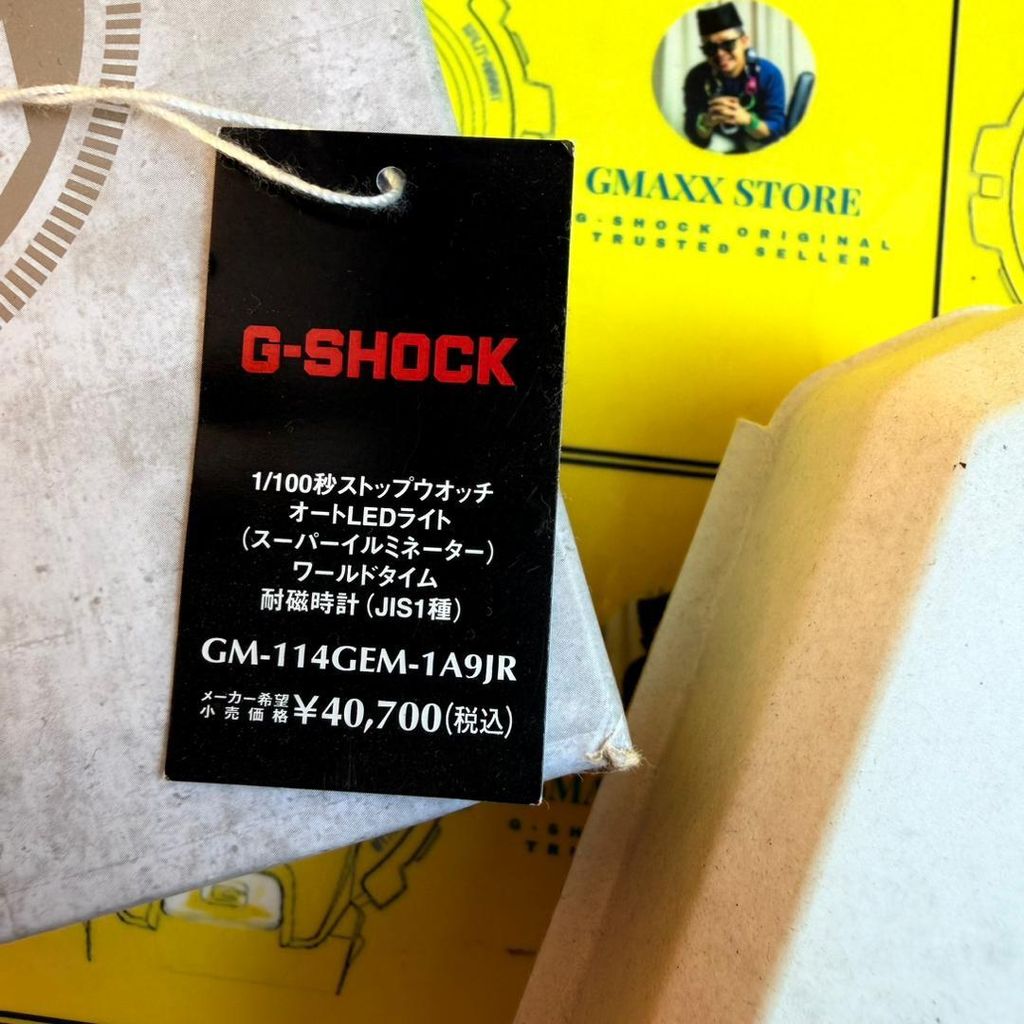 GMAXX STORE
G-SHOCK ORIGINAL
TRUSTED SELLER
G-SHOCK
1/100秒ストップウオッチ
オートLEDライト
(スーパーイルミネーター)
ワールドタイム
耐磁時計(JIS1種)
GM-114GEM-1A9JR
メーカー希望
小売価格 ¥40,700(税込)
G